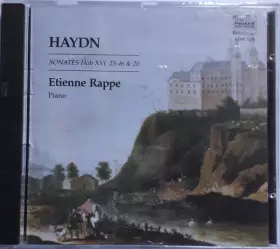 HAYDN
SONATES Hob XVI: 23-46 & 20
Etienne Rappe
Piano